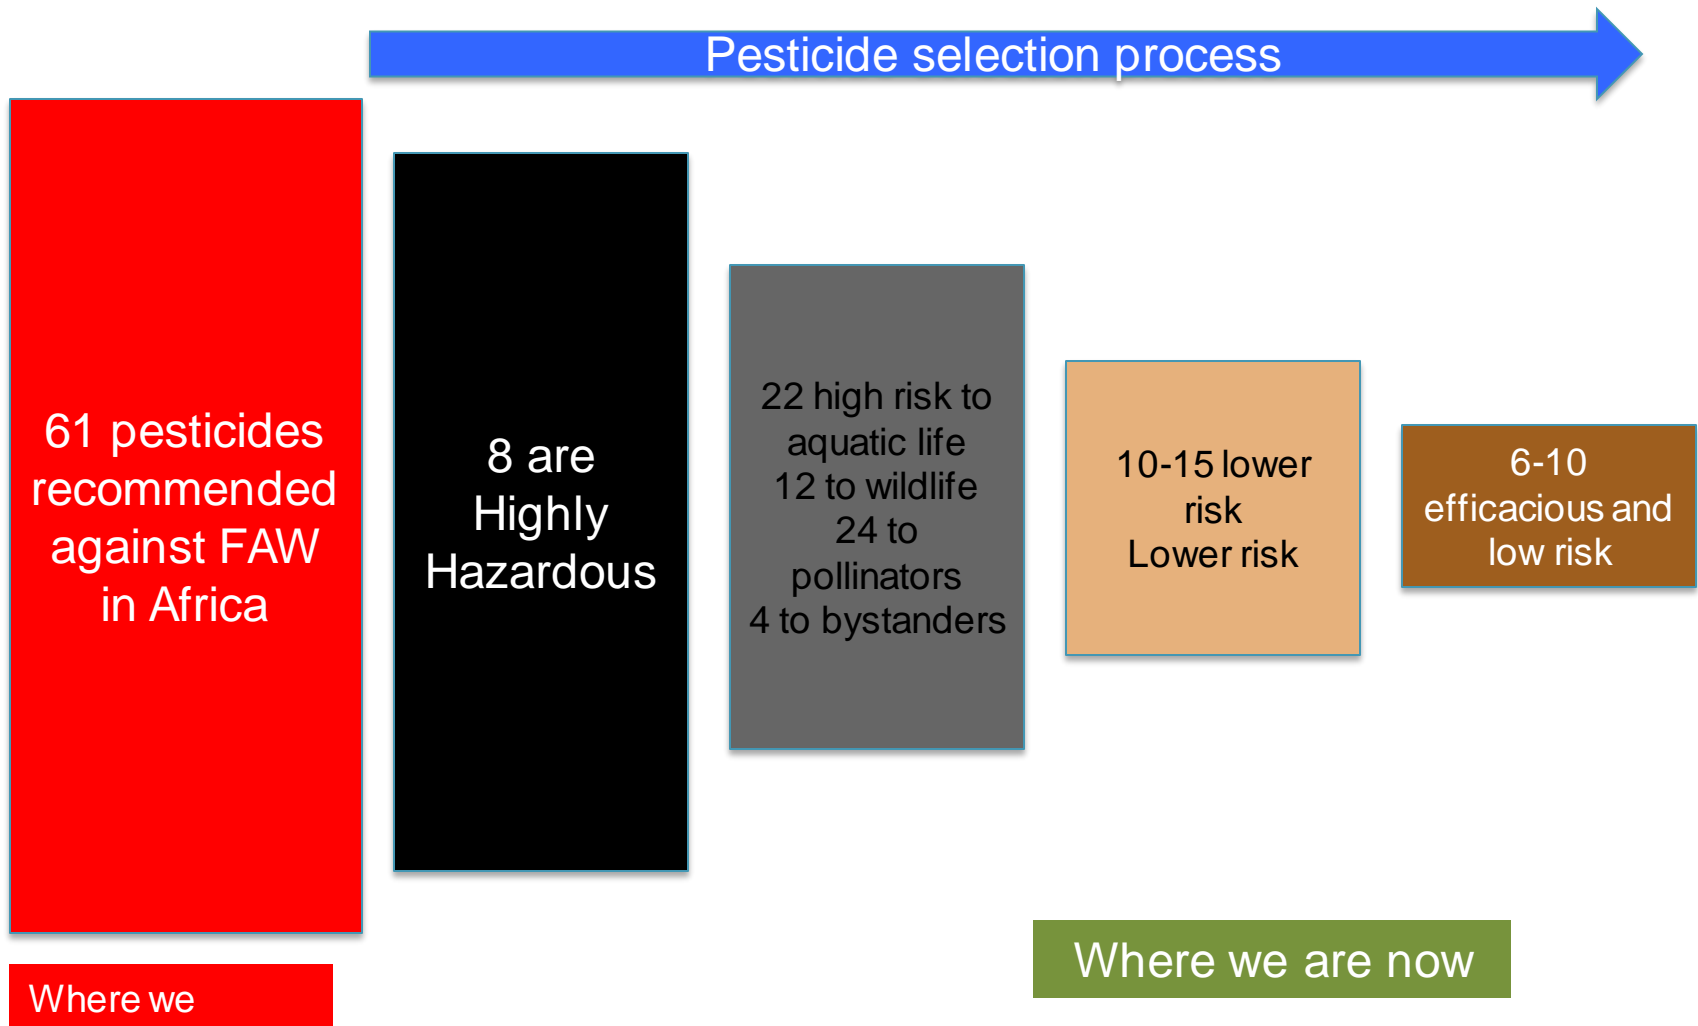 Pesticide selection process
61 pesticides
recommended
against FAW
in Africa
8 are
Highly
Hazardous
22 high risk to
aquatic life
12 to wildlife
24 to
pollinators
4 to bystanders
10-15 lower
risk
Lower risk
6-10
efficacious and
low risk
Where we are now
Where we